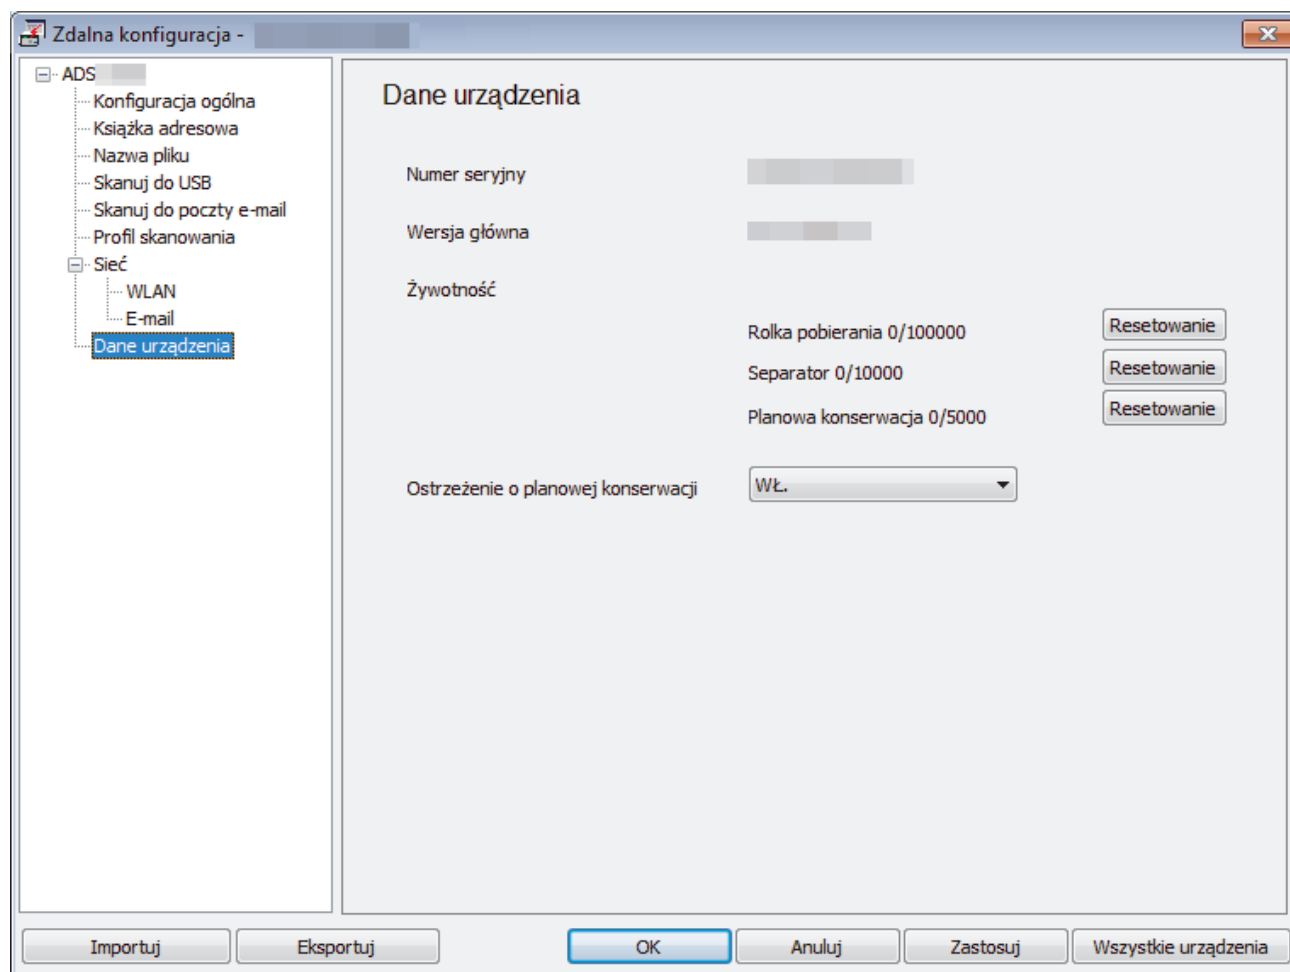 Zdalna konfiguracja -
ADS
Konfiguracja ogólna
Książka adresowa
Nazwa pliku
Skanuj do USB
Skanuj do poczty e-mail
Profil skanowania
Sieć
WLAN
E-mail
Dane urządzenia
Dane urządzenia
Numer seryjny
Wersja główna
Żywotność
Rolka pobierania 0/100000 Resetowanie
Separator 0/10000 Resetowanie
Planowa konserwacja 0/5000 Resetowanie
Ostrzeżenie o planowej konserwacji WŁ.
Importuj Eksportuj OK Anuluj Zastosuj Wszystkie urządzenia